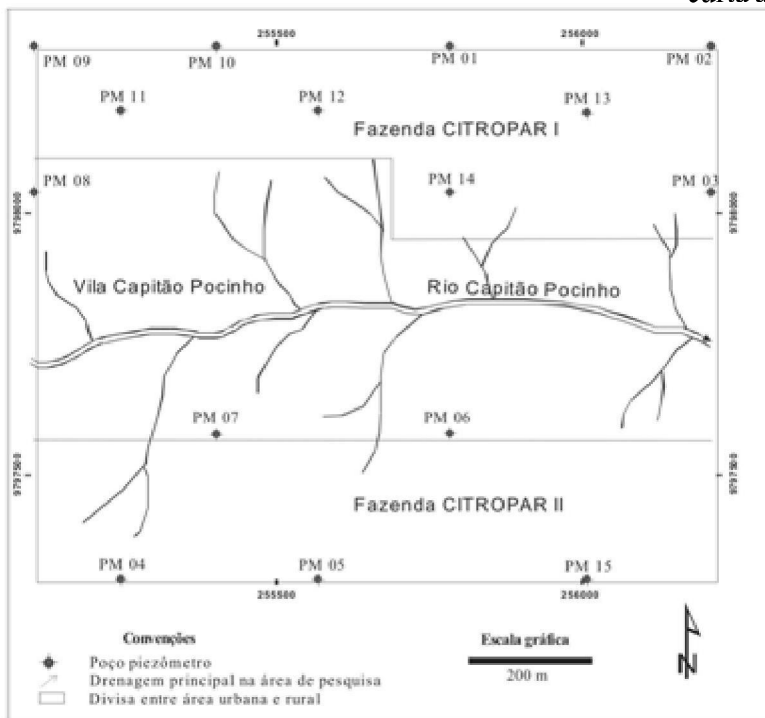 255500 256000
PM 09 PM 10 PM 01 PM 02
PM 11 PM 12 PM 13
Fazenda CITROPAR I
PM 08 PM 14 PM 03
9798000 9798000
Vila Capitão Pocinho Rio Capitão Pocinho
PM 07 PM 06
9797500 9797500
Fazenda CITROPAR II
PM 04 PM 05 PM 15
255500 256000
Convenções
Poço piezômetro
Drenagem principal na área de pesquisa
Divisa entre área urbana e rural
Escala gráfica
200 m
N